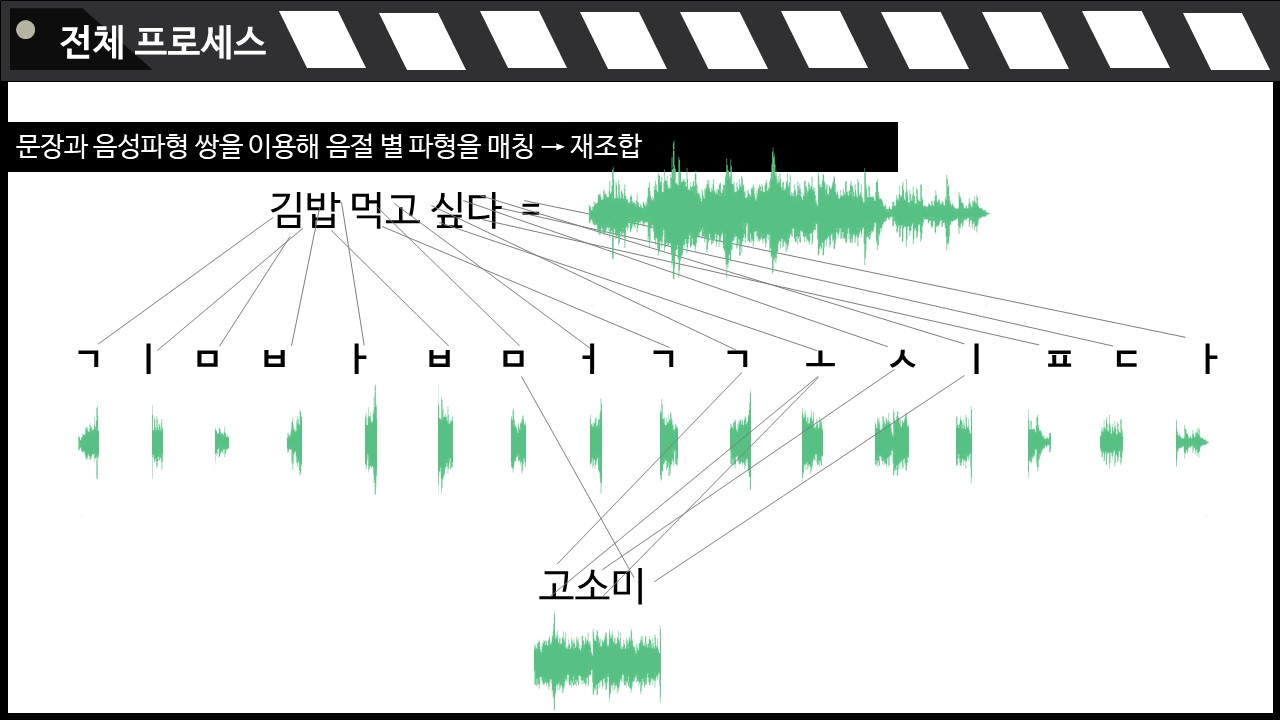 전체 프로세스
문장과 음성파형 쌍을 이용해 음절 별 파형을 매칭 → 재조합
김밥 먹고 싶다 =
ㄱ ㅣ ㅁ ㅂ ㅏ ㅂ ㅁ ㅓ ㄱ ㄱ ㅗ ㅅ ㅣ ㅍ ㄷ ㅏ
고소미